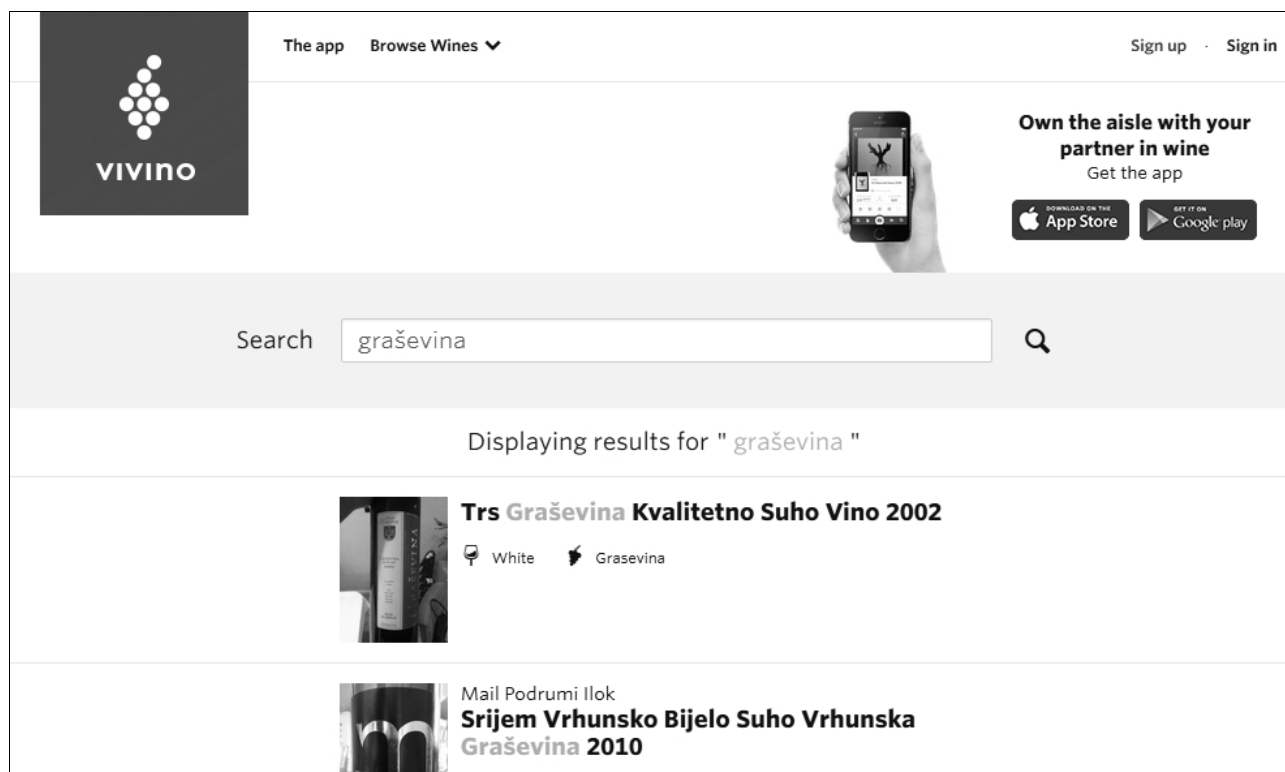 The app Browse Wines Sign up · Sign in
vivino
Own the aisle with your
partner in wine
Get the app
DOWNLOAD ON THE
App Store
GET IT ON
Google play
Search graševina
Displaying results for " graševina "
Trs Graševina Kvalitetno Suho Vino 2002
White Grasevina
GRAŠEVINA
Mail Podrumi Ilok
Srijem Vrhunsko Bijelo Suho Vrhunska
Graševina 2010
m